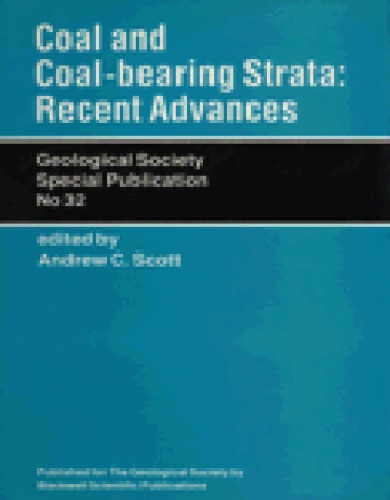 Coal and
Coal-bearing Strata:
Recent Advances
Geological Society
Special Publication
No 32
edited by
Andrew C. Scott
Published for The Geological Society by
Blackwell Scientific Publications